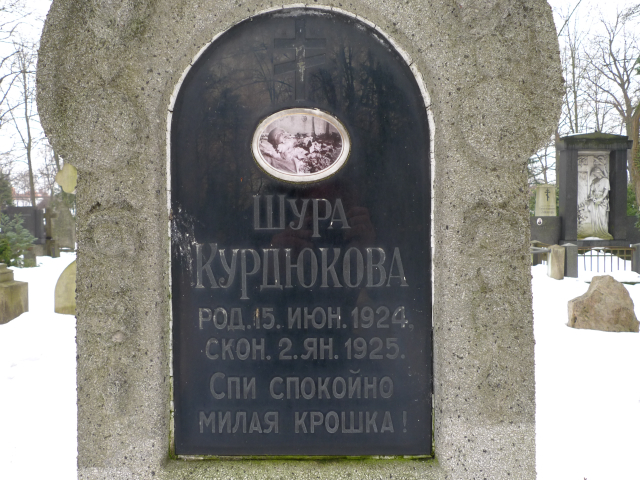 Шура
Курдюкова
род. 15. июн. 1924.
скон. 2. ян. 1925.
Спи спокойно
милая крошка!